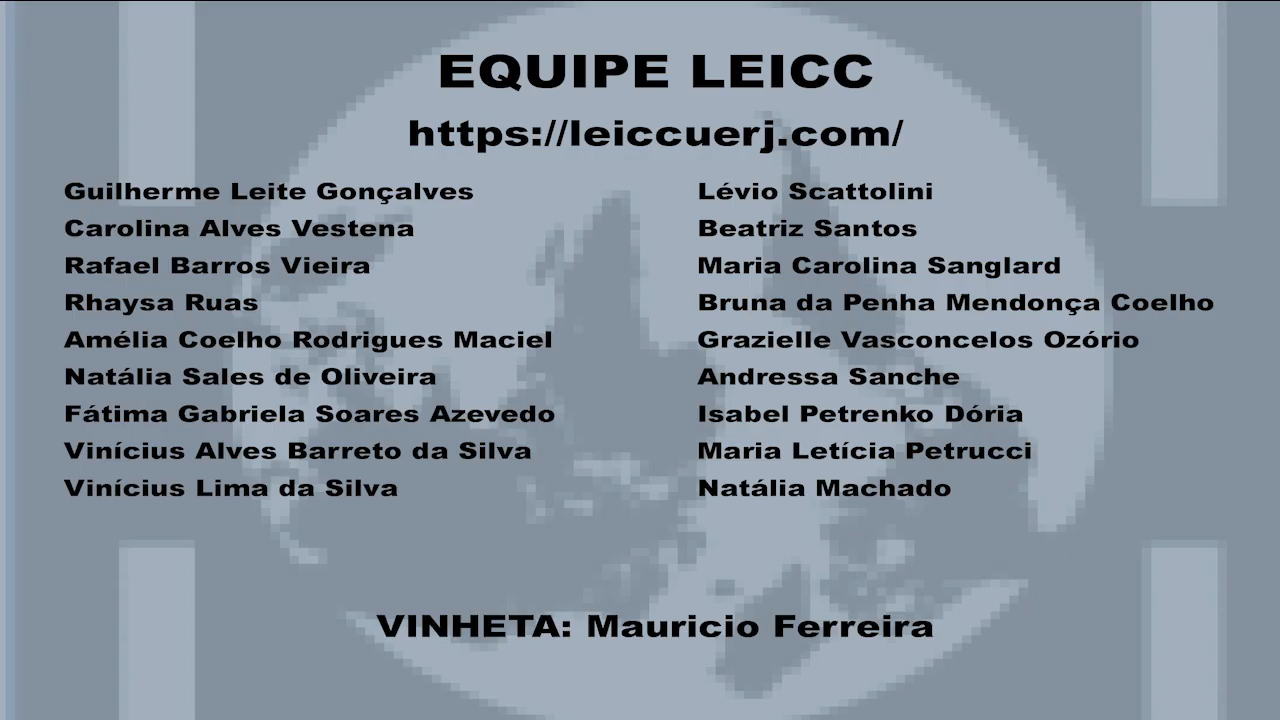 EQUIPE LEICC
https://leiccuerj.com/
Guilherme Leite Gonçalves
Carolina Alves Vestena
Rafael Barros Vieira
Rhaysa Ruas
Amélia Coelho Rodrigues Maciel
Natália Sales de Oliveira
Fátima Gabriela Soares Azevedo
Vinícius Alves Barreto da Silva
Vinícius Lima da Silva
Lévio Scattolini
Beatriz Santos
Maria Carolina Sanglard
Bruna da Penha Mendonça Coelho
Grazielle Vasconcelos Ozório
Andressa Sanche
Isabel Petrenko Dória
Maria Letícia Petrucci
Natália Machado
VINHETA: Mauricio Ferreira